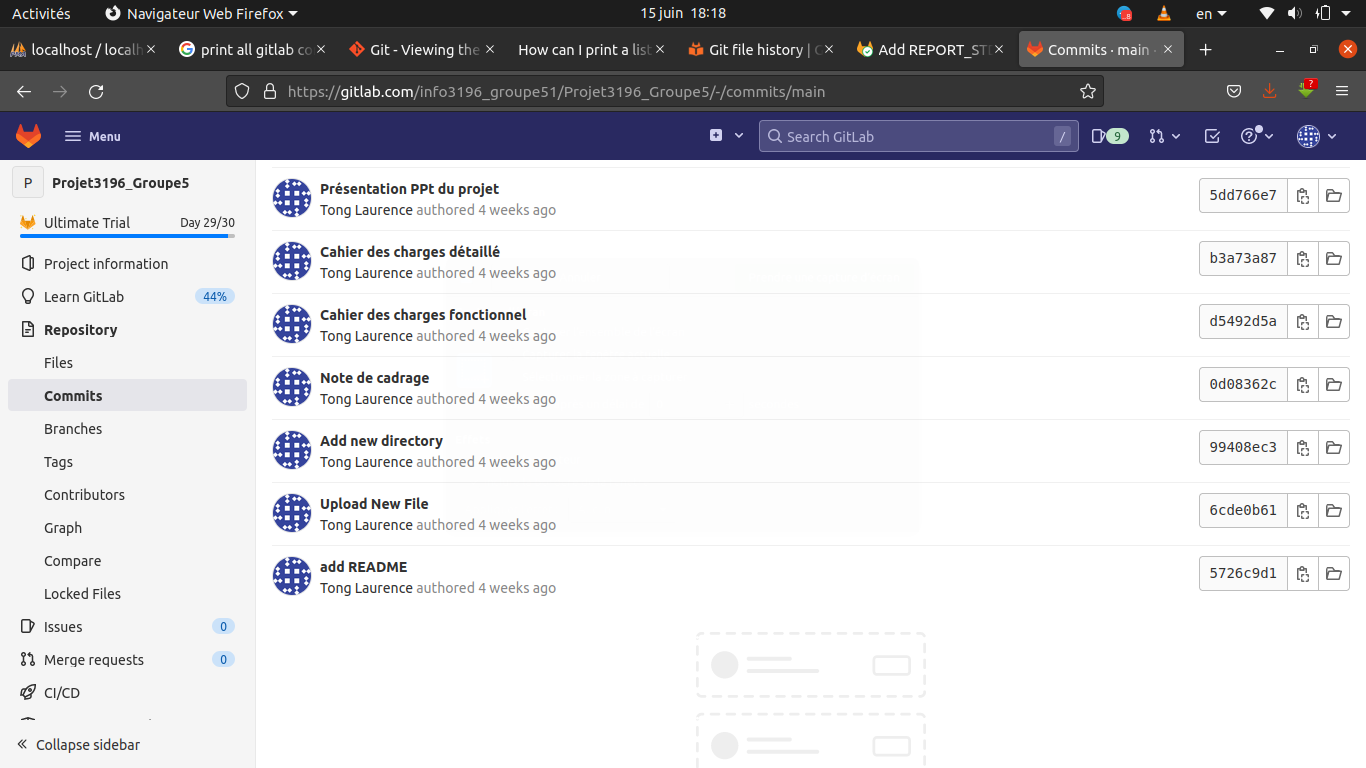 Activités
Navigateur Web Firefox
15 juin 18:18
8
en
localhost / localh
print all gitlab co
Git - Viewing the
How can I print a list
Git file history | C
Add REPORT_STD
Commits · main ·
https://gitlab.com/info3196_groupe51/Projet3196_Groupe5/-/commits/main
?
Menu
Search GitLab
/
9
P
Projet3196_Groupe5
Ultimate Trial
Day 29/30
Project information
Learn GitLab
44%
Repository
Files
Commits
Branches
Tags
Contributors
Graph
Compare
Locked Files
Issues
0
Merge requests
0
CI/CD
Collapse sidebar
Présentation PPt du projet
Tong Laurence authored 4 weeks ago
5dd766e7
Cahier des charges détaillé
Tong Laurence authored 4 weeks ago
b3a73a87
Cahier des charges fonctionnel
Tong Laurence authored 4 weeks ago
d5492d5a
Note de cadrage
Tong Laurence authored 4 weeks ago
0d08362c
Add new directory
Tong Laurence authored 4 weeks ago
99408ec3
Upload New File
Tong Laurence authored 4 weeks ago
6cde0b61
add README
Tong Laurence authored 4 weeks ago
5726c9d1